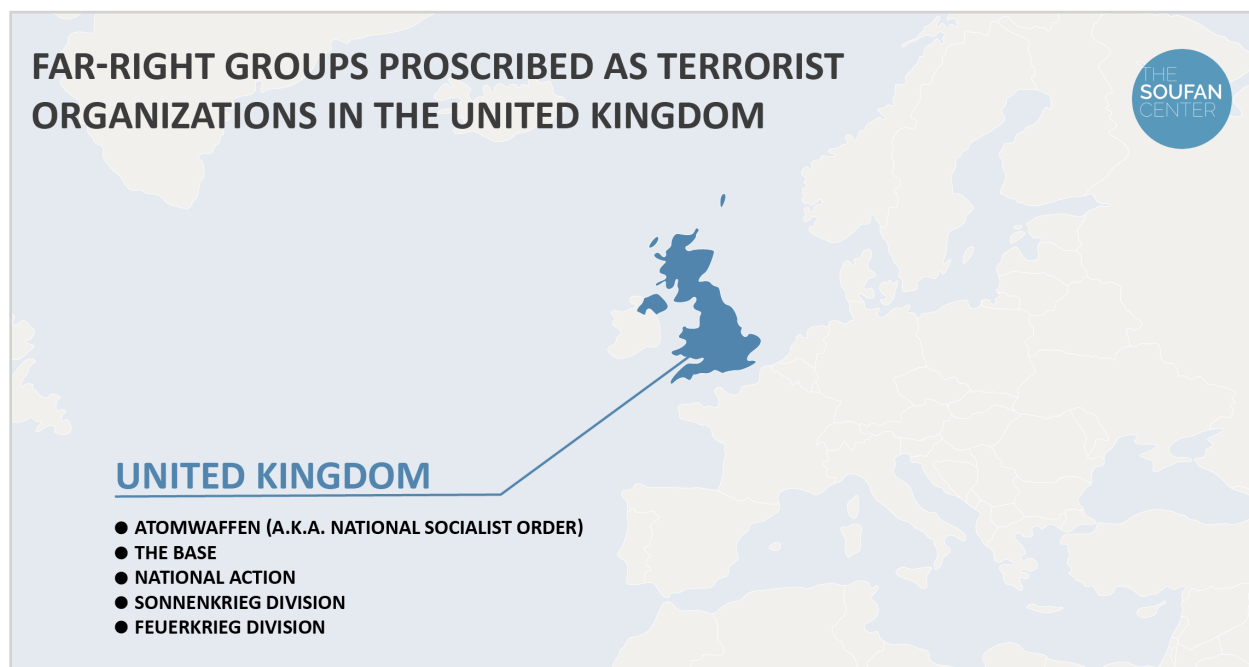 FAR-RIGHT GROUPS PROSCRIBED AS TERRORIST
ORGANIZATIONS IN THE UNITED KINGDOM
THE
SOUFAN
CENTER
UNITED KINGDOM
● ATOMWAFFEN (A.K.A. NATIONAL SOCIALIST ORDER)
● THE BASE
● NATIONAL ACTION
● SONNENKRIEG DIVISION
● FEUERKRIEG DIVISION